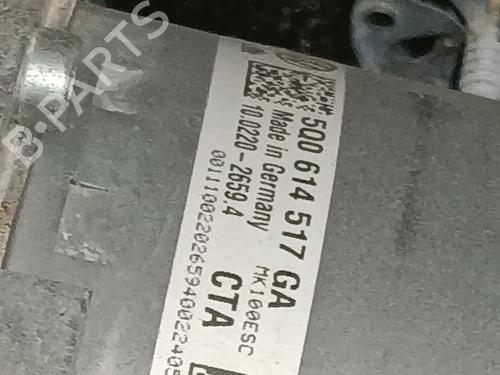 5Q0 614 517 GA
Made in Germany
MK100ESC
10.0220-2659.4
CTA
B-PARTS